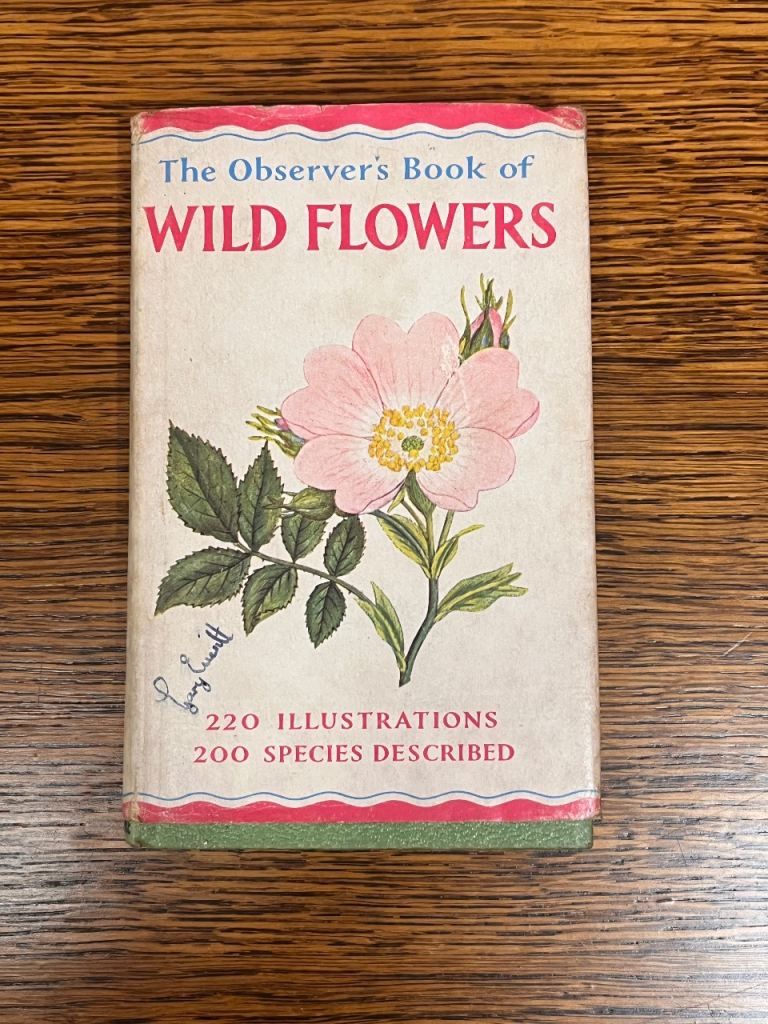 The Observer's Book of
WILD FLOWERS
220 ILLUSTRATIONS
200 SPECIES DESCRIBED